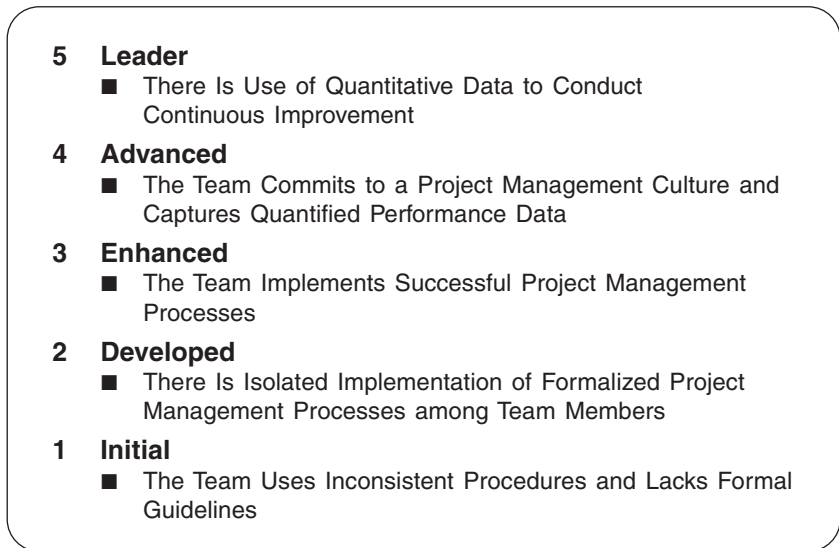 5 Leader
■ There Is Use of Quantitative Data to Conduct
Continuous Improvement
4 Advanced
■ The Team Commits to a Project Management Culture and
Captures Quantified Performance Data
3 Enhanced
■ The Team Implements Successful Project Management
Processes
2 Developed
■ There Is Isolated Implementation of Formalized Project
Management Processes among Team Members
1 Initial
■ The Team Uses Inconsistent Procedures and Lacks Formal
Guidelines